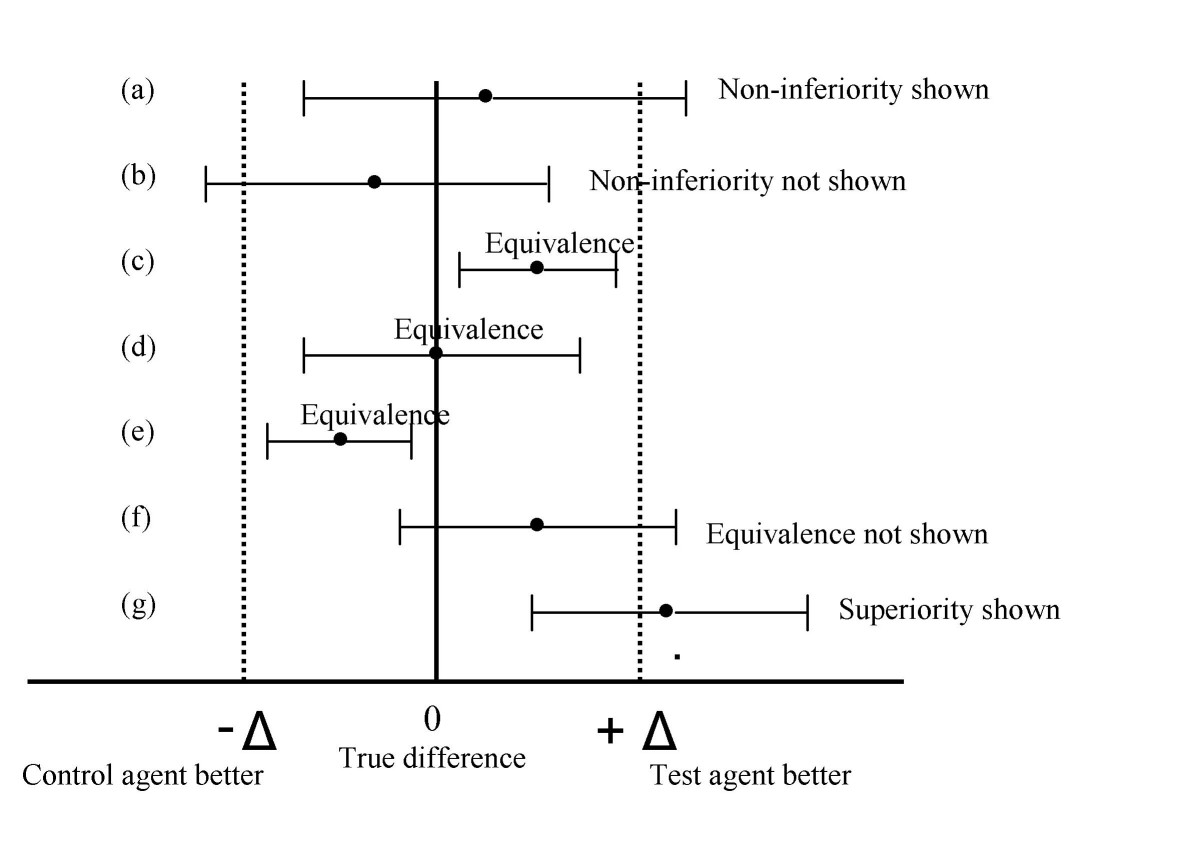 (a) Non-inferiority shown
(b) Non-inferiority not shown
Equivalence
(c)
Equivalence
(d)
Equivalence
(e)
(f) Equivalence not shown
(g) Superiority shown
- Δ 0 + Δ
True difference
Control agent better Test agent better